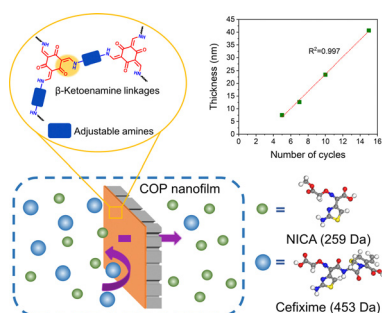 β-Ketoenamine linkages
Adjustable amines
Thickness (nm)
45
40
35
30
25
20
15
10
5
0
R²=0.997
0 2 4 6 8 10 12 14 16
Number of cycles
COP nanofilm
NICA (259 Da)
Cefixime (453 Da)